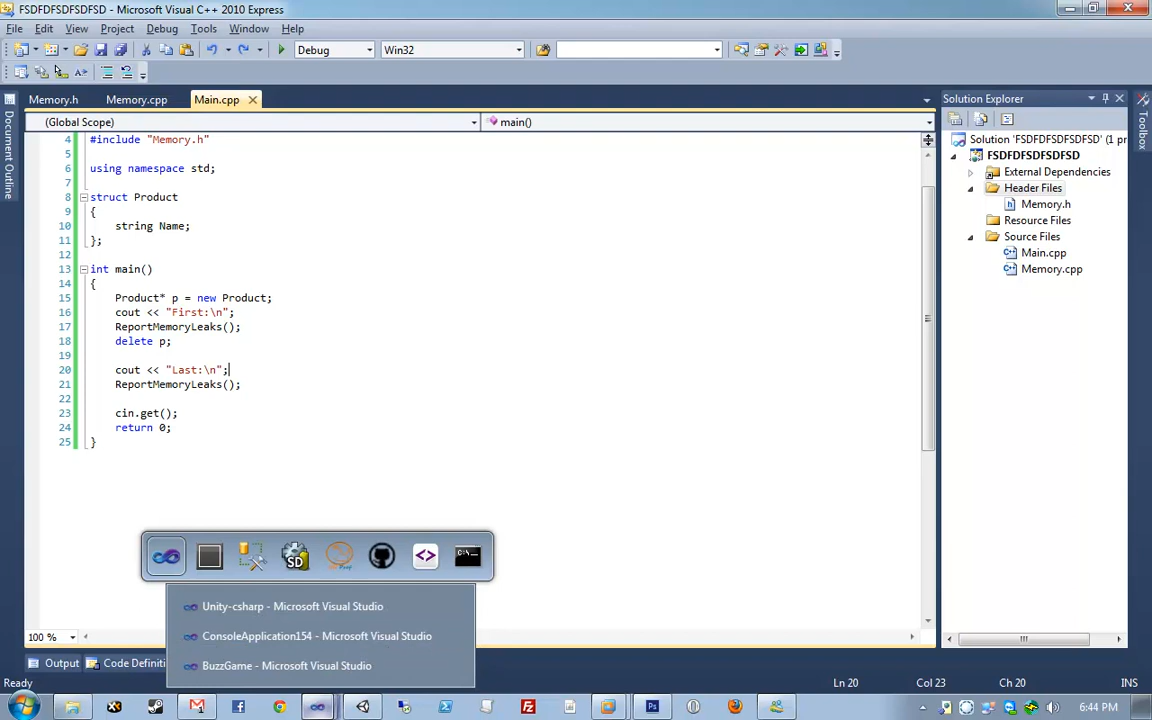 FSDFDFSDFSDFSD - Microsoft Visual C++ 2010 Express
File Edit View Project Debug Tools Window Help
Debug Win32
Memory.h Memory.cpp Main.cpp
(Global Scope) main()
4 #include "Memory.h"
5
6 using namespace std;
7
8 struct Product
9 {
10 string Name;
11 };
12
13 int main()
14 {
15 Product* p = new Product;
16 cout << "First:\n";
17 ReportMemoryLeaks();
18 delete p;
19
20 cout << "Last:\n";
21 ReportMemoryLeaks();
22
23 cin.get();
24 return 0;
25 }
Document Outline
Solution Explorer
Solution 'FSDFDFSDFSDFSD' (1 pr
FSDFDFSDFSDFSD
External Dependencies
Header Files
Memory.h
Resource Files
Source Files
Main.cpp
Memory.cpp
Toolbox
SD
C:\
Unity-csharp - Microsoft Visual Studio
ConsoleApplication154 - Microsoft Visual Studio
BuzzGame - Microsoft Visual Studio
100 %
Output Code Definiti
Ready Ln 20 Col 23 Ch 20 INS
6:44 PM